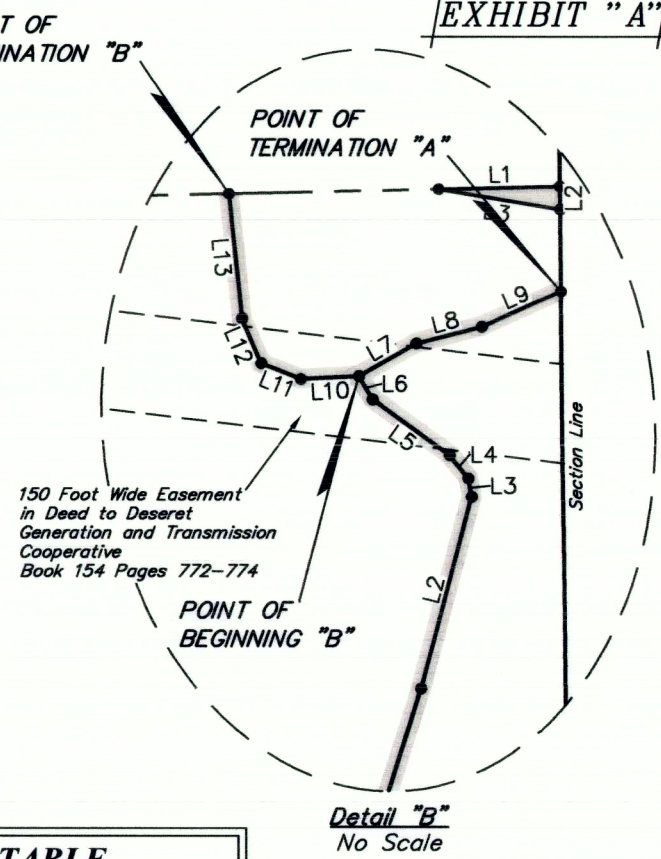 EXHIBIT "A"
T OF
INATION "B"
POINT OF
TERMINATION "A"
L1
L2
L3
L13
L9
L8
L12
L7
L11
L10
L6
L5
L4
L3
Section Line
150 Foot Wide Easement
in Deed to Deseret
Generation and Transmission
Cooperative
Book 154 Pages 772-774
L2
POINT OF
BEGINNING "B"
Detail "B"
No Scale
TABLE